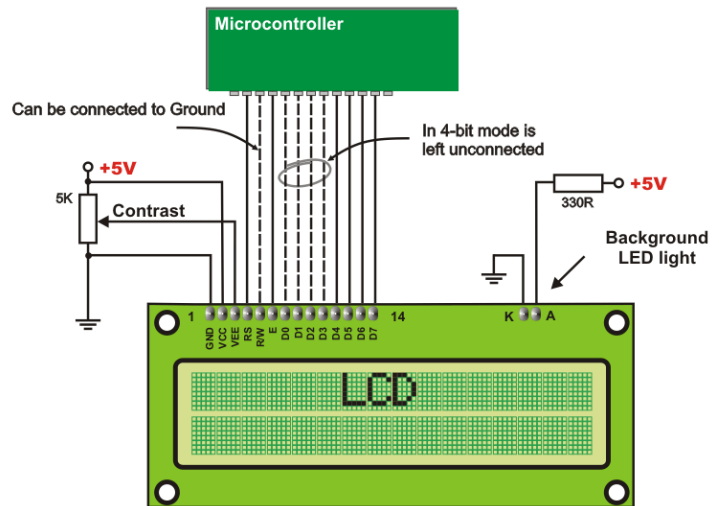 Microcontroller
Can be connected to Ground
In 4-bit mode is
left unconnected
+5V
5K
Contrast
+5V
330R
Background
LED light
1
GND
VCC
VEE
RS
R/W
E
D0
D1
D2
D3
D4
D5
D6
D7
14
K
A
LCD